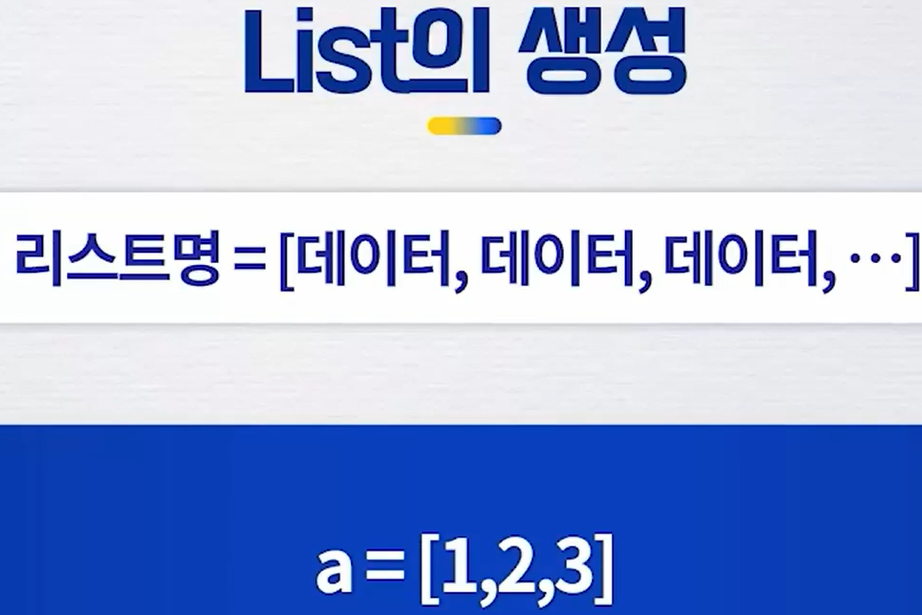 List의 생성
리스트명 = [데이터, 데이터, 데이터, ⋯]
a = [1,2,3]